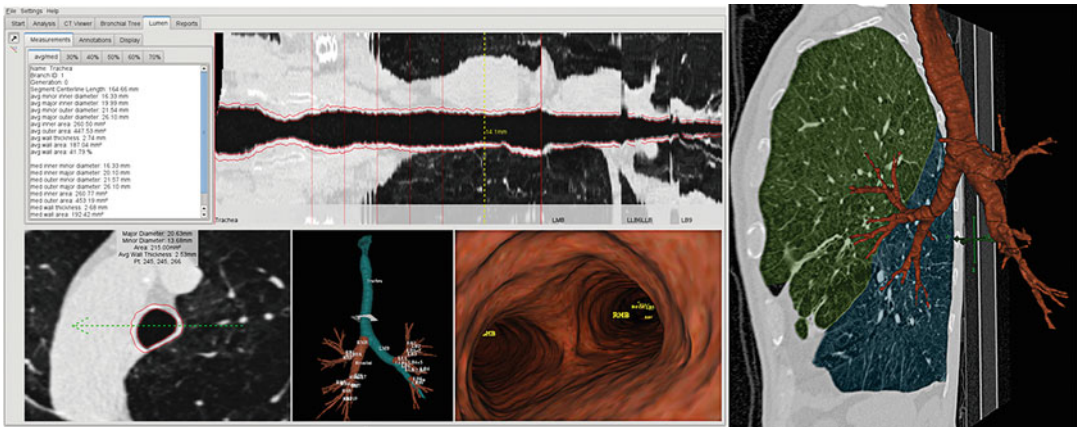 File Settings Help
Start Analysis CT Viewer Bronchial Tree Lumen Reports
Measurements Annotations Display
avg/med 30% 40% 50% 60% 70%
Name: Trachea
Branch ID: 1
Generation: 0
Segment Centerline Length: 164.66 mm
avg minor inner diameter: 16.33 mm
avg major inner diameter: 19.99 mm
avg minor outer diameter: 21.54 mm
avg major outer diameter: 26.10 mm
avg inner area: 260.50 mm²
avg outer area: 447.53 mm²
avg wall thickness: 2.74 mm
avg wall area: 187.04 mm²
avg wall area: 41.79 %
med inner minor diameter: 16.33 mm
med inner major diameter: 20.10 mm
med outer minor diameter: 21.57 mm
med outer major diameter: 26.10 mm
med inner area: 260.77 mm²
med outer area: 453.19 mm²
med wall thickness: 2.68 mm
med wall area: 192.42 mm²
14.1mm
Trachea LMB LLB6 LLB LB9
Major Diameter: 20.63mm
Minor Diameter: 13.68mm
Area: 215.00mm²
Avg Wall Thickness: 2.53mm
Pt: 245, 245, 266
Trachea
LMB
RMB